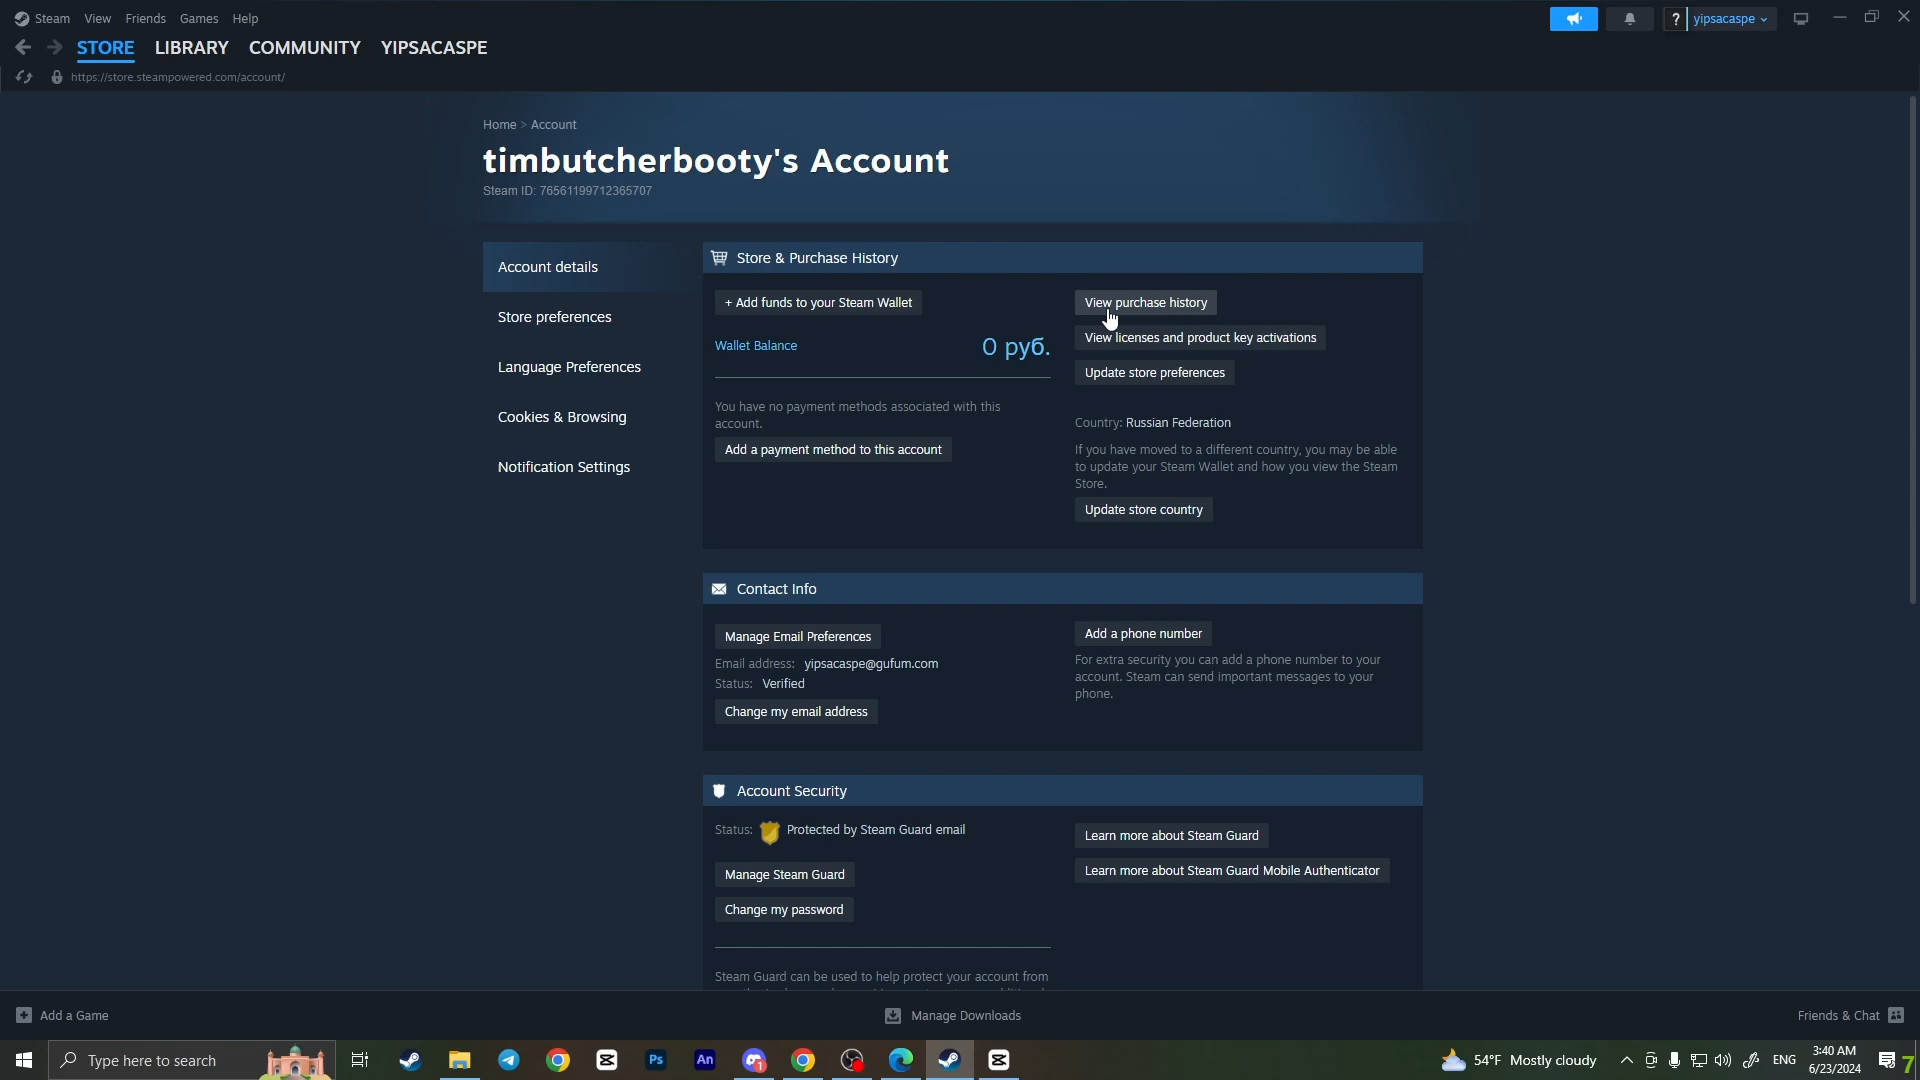 Steam View Friends Games Help
? yipsacaspe
STORE LIBRARY COMMUNITY YIPSACASPE
https://store.steampowered.com/account/
Home > Account
timbutcherbooty's Account
Steam ID: 76561199712365707
Account details
Store preferences
Language Preferences
Cookies & Browsing
Notification Settings
Store & Purchase History
+ Add funds to your Steam Wallet
Wallet Balance 0 руб.
You have no payment methods associated with this
account.
Add a payment method to this account
View purchase history
View licenses and product key activations
Update store preferences
Country: Russian Federation
If you have moved to a different country, you may be able
to update your Steam Wallet and how you view the Steam
Store.
Update store country
Contact Info
Manage Email Preferences
Email address: yipsacaspe@gufum.com
Status: Verified
Change my email address
Add a phone number
For extra security you can add a phone number to your
account. Steam can send important messages to your
phone.
Account Security
Status: Protected by Steam Guard email
Manage Steam Guard
Change my password
Learn more about Steam Guard
Learn more about Steam Guard Mobile Authenticator
Steam Guard can be used to help protect your account from
Add a Game
Manage Downloads
Friends & Chat
Type here to search
Ps
An
1
54°F Mostly cloudy
ENG
3:40 AM
6/23/2024
7